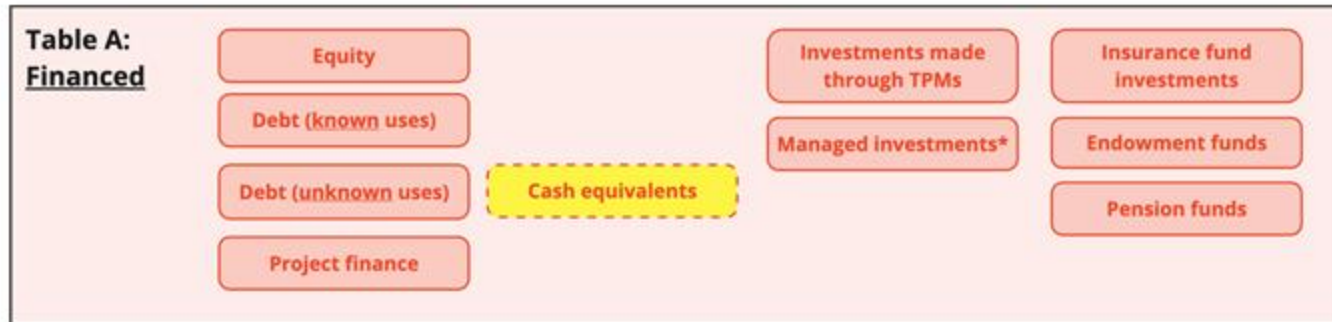 Table A:
Financed
Equity
Debt (known uses)
Debt (unknown uses)
Project finance
Cash equivalents
Investments made
through TPMs
Managed investments*
Insurance fund
investments
Endowment funds
Pension funds